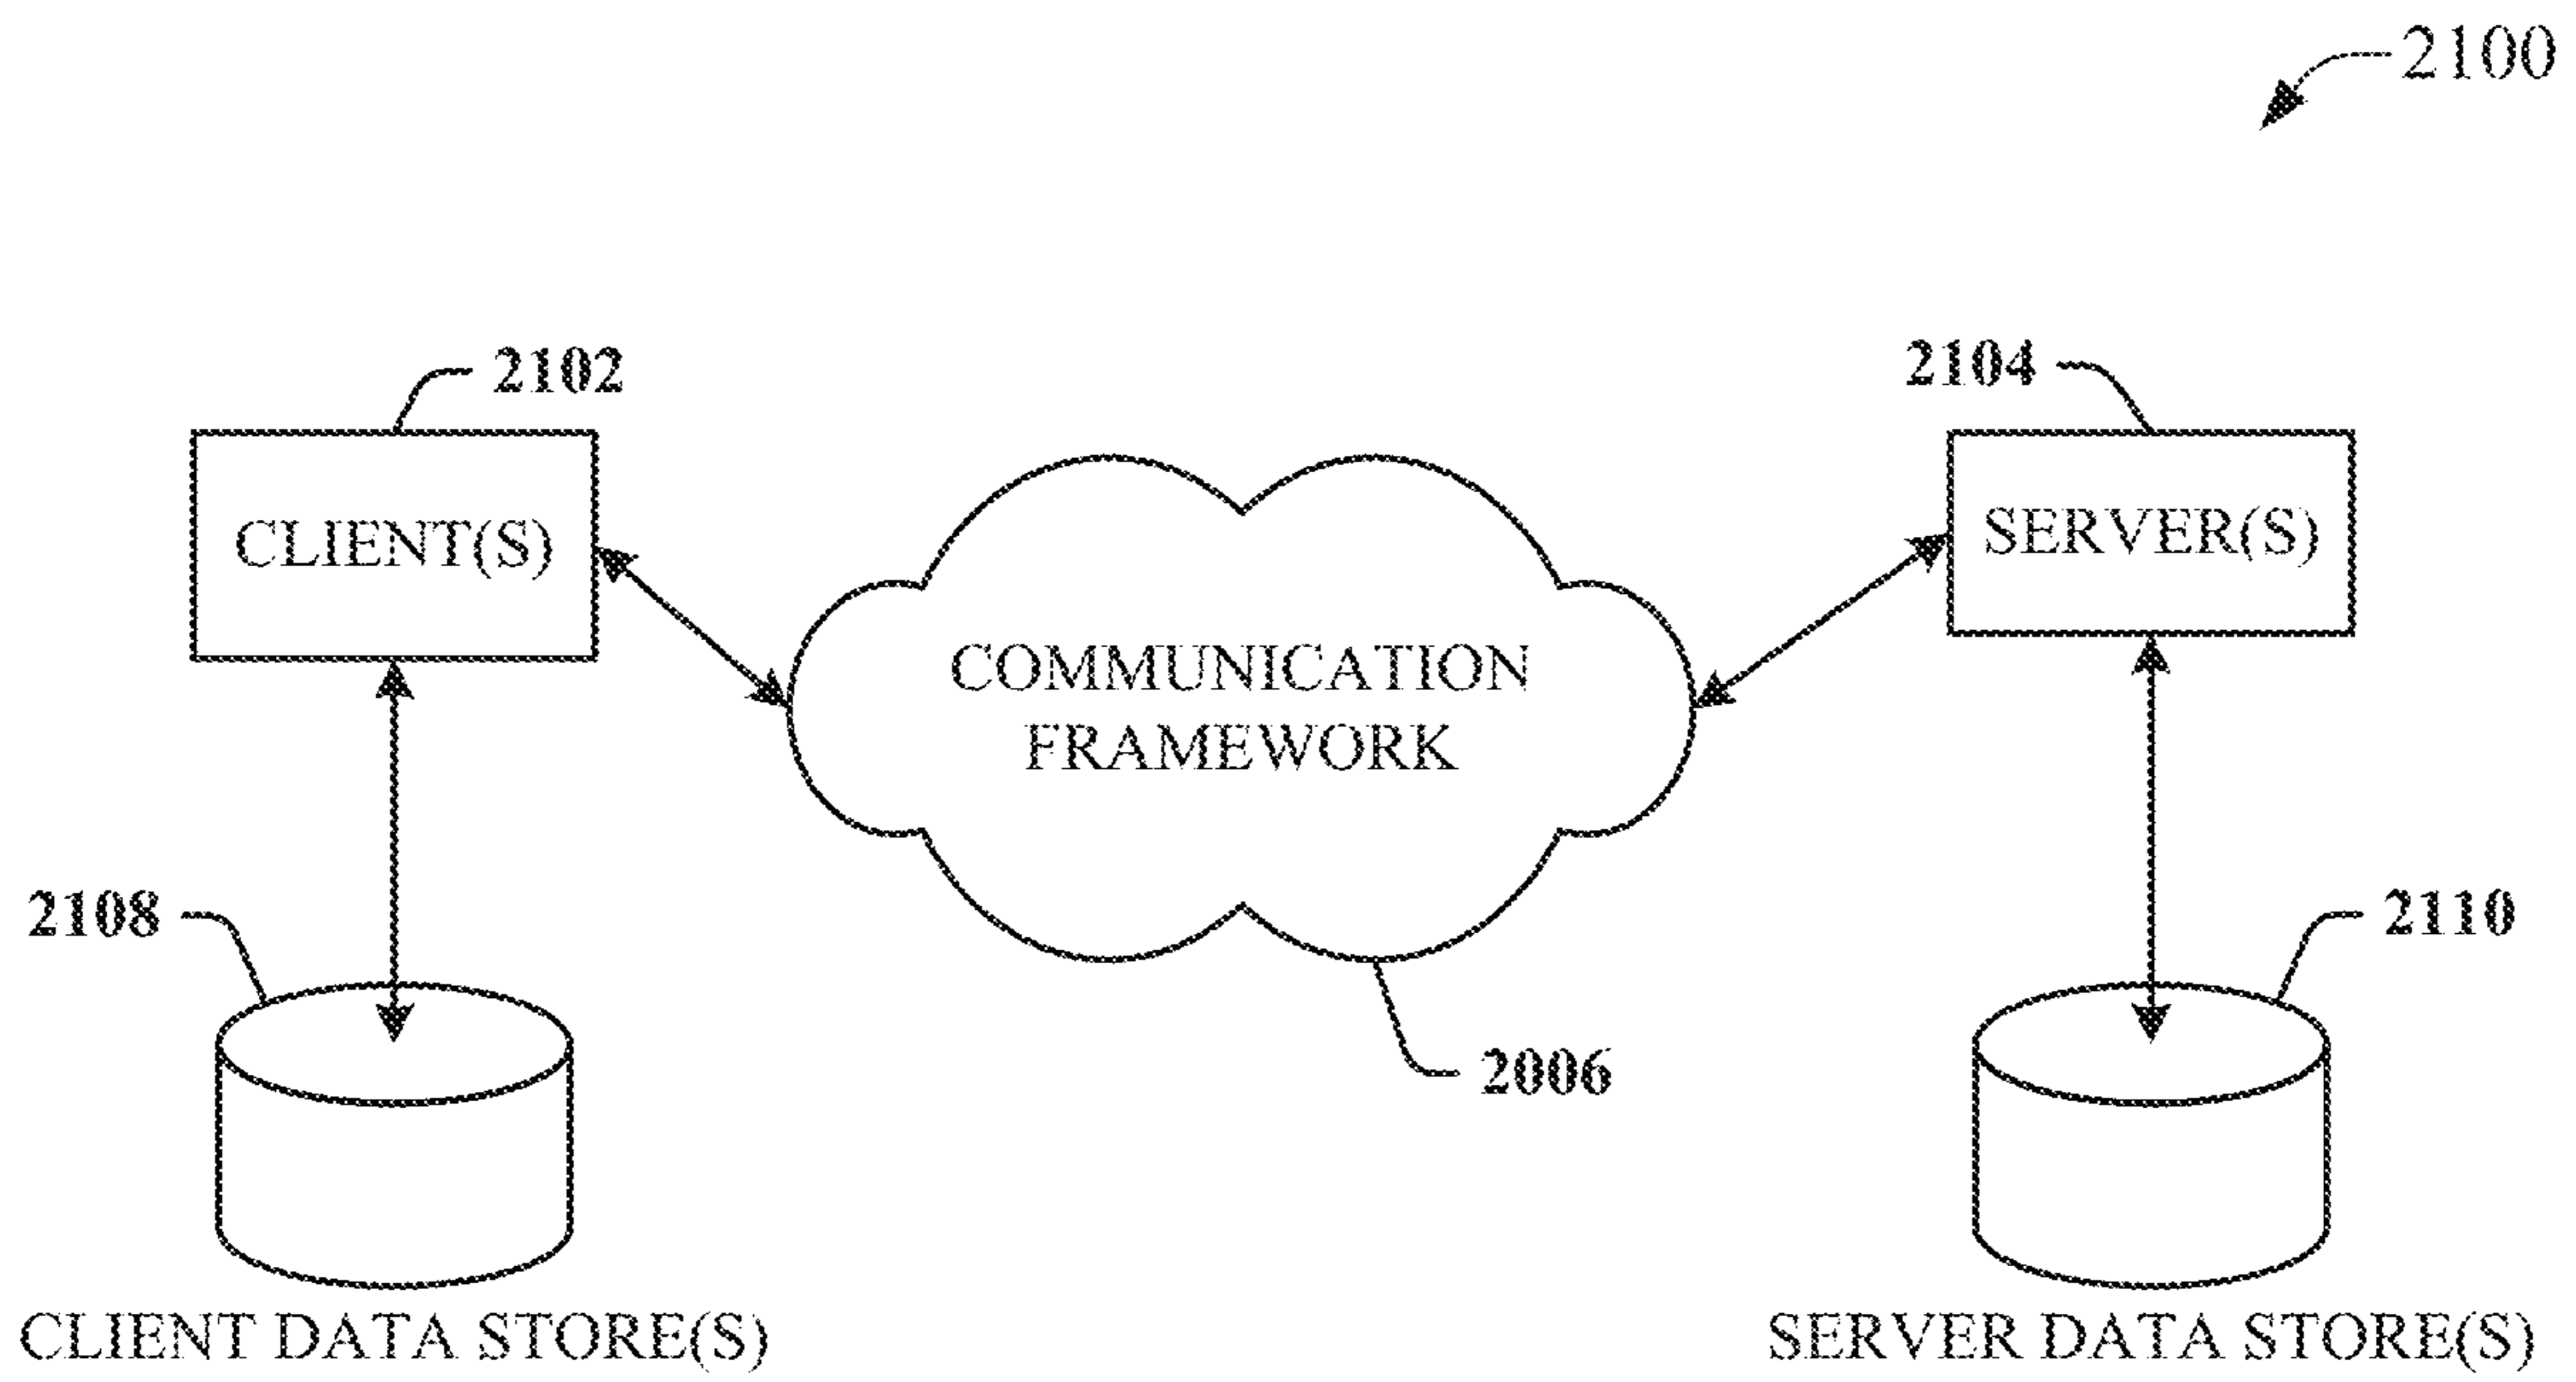 2100
2102
2104
CLIENT(S)
SERVER(S)
COMMUNICATION
FRAMEWORK
2108
2110
2006
CLIENT DATA STORE(S)
SERVER DATA STORE(S)